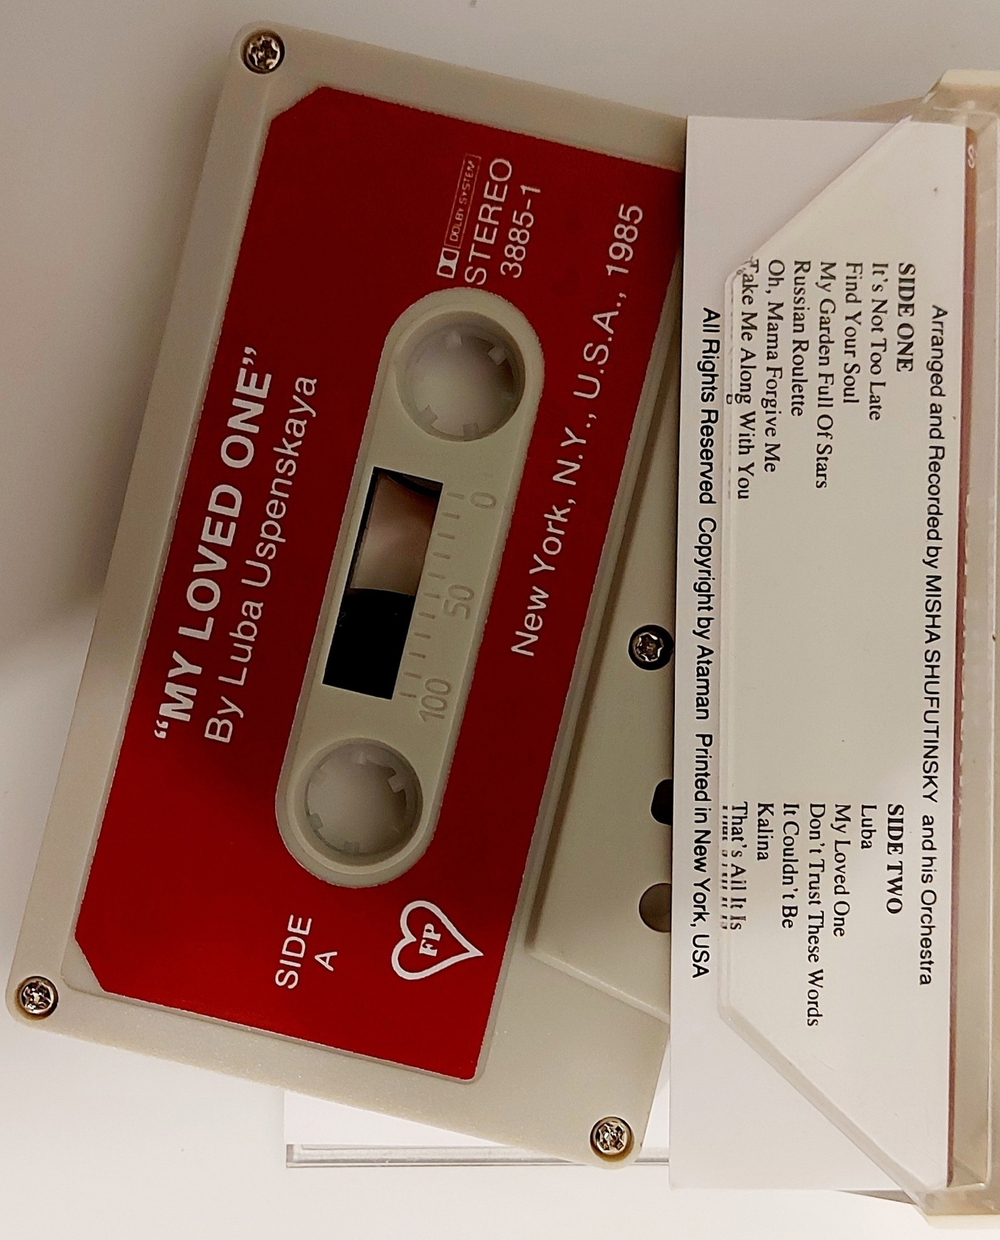 "MY LOVED ONE"
By Luba Uspenskaya
DOLBY SYSTEM
STEREO
3885-1
0
50
100
SIDE
A
FP
New York, N.Y., U.S.A., 1985
Arranged and Recorded by MISHA SHUFUTINSKY and his Orchestra
SIDE ONE
It's Not Too Late
Find Your Soul
My Garden Full Of Stars
Russian Roulette
Oh, Mama Forgive Me
Take Me Along With You
SIDE TWO
Luba
My Loved One
Don't Trust These Words
It Couldn't Be
Kalina
That's All It Is
All Rights Reserved Copyright by Ataman Printed in New York, USA